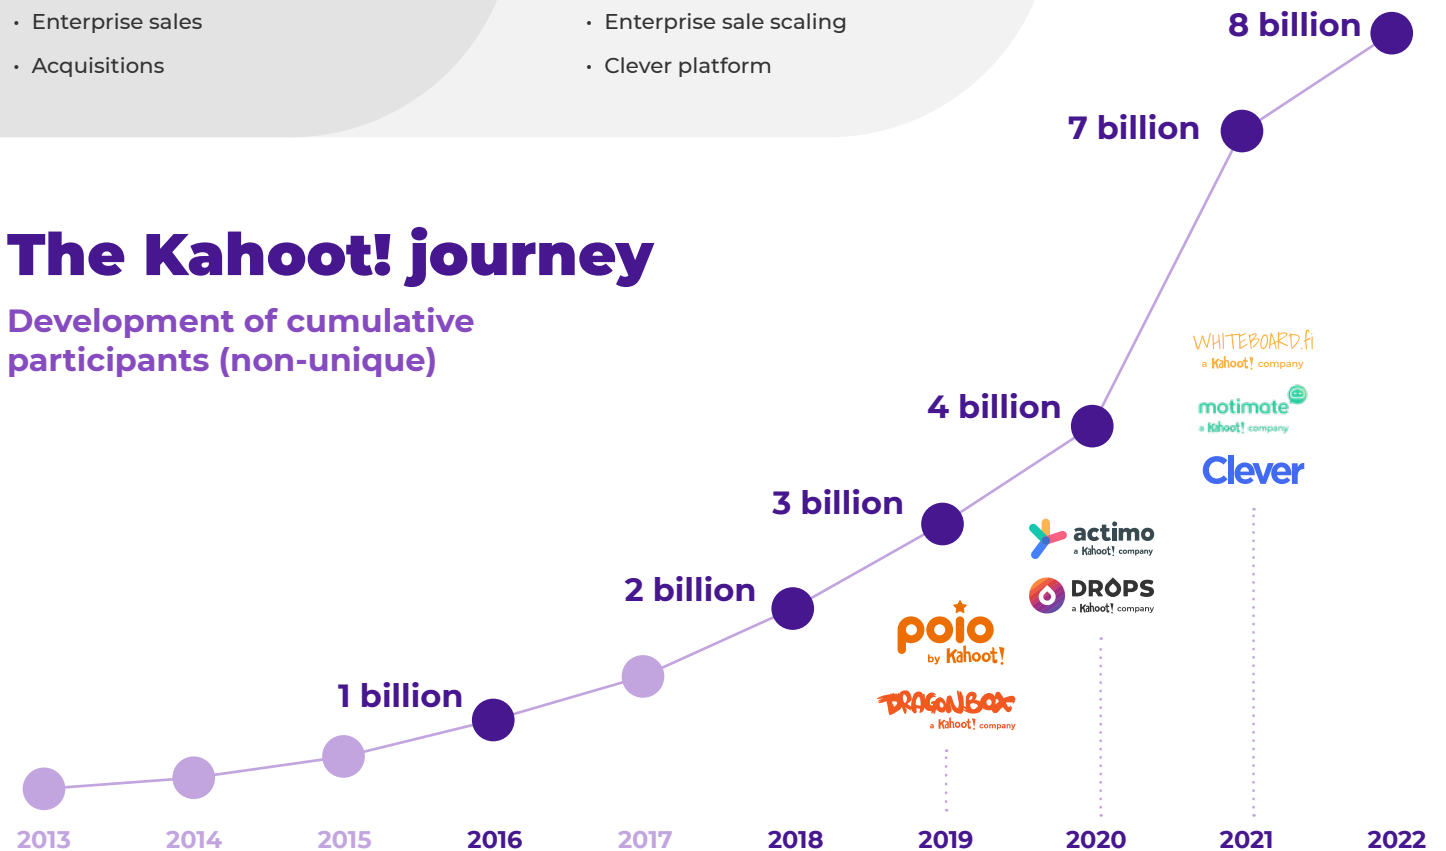 • Enterprise sales
• Acquisitions
• Enterprise sale scaling
• Clever platform
The Kahoot! journey
Development of cumulative
participants (non-unique)
1 billion
2 billion
3 billion
4 billion
7 billion
8 billion
poio
by Kahoot!
DRAGONBOX
a Kahoot! company
actimo
a Kahoot! company
DROPS
a Kahoot! company
WHITEBOARD.fi
a Kahoot! company
motimate
a Kahoot! company
Clever
2013 2014 2015 2016 2017 2018 2019 2020 2021 2022